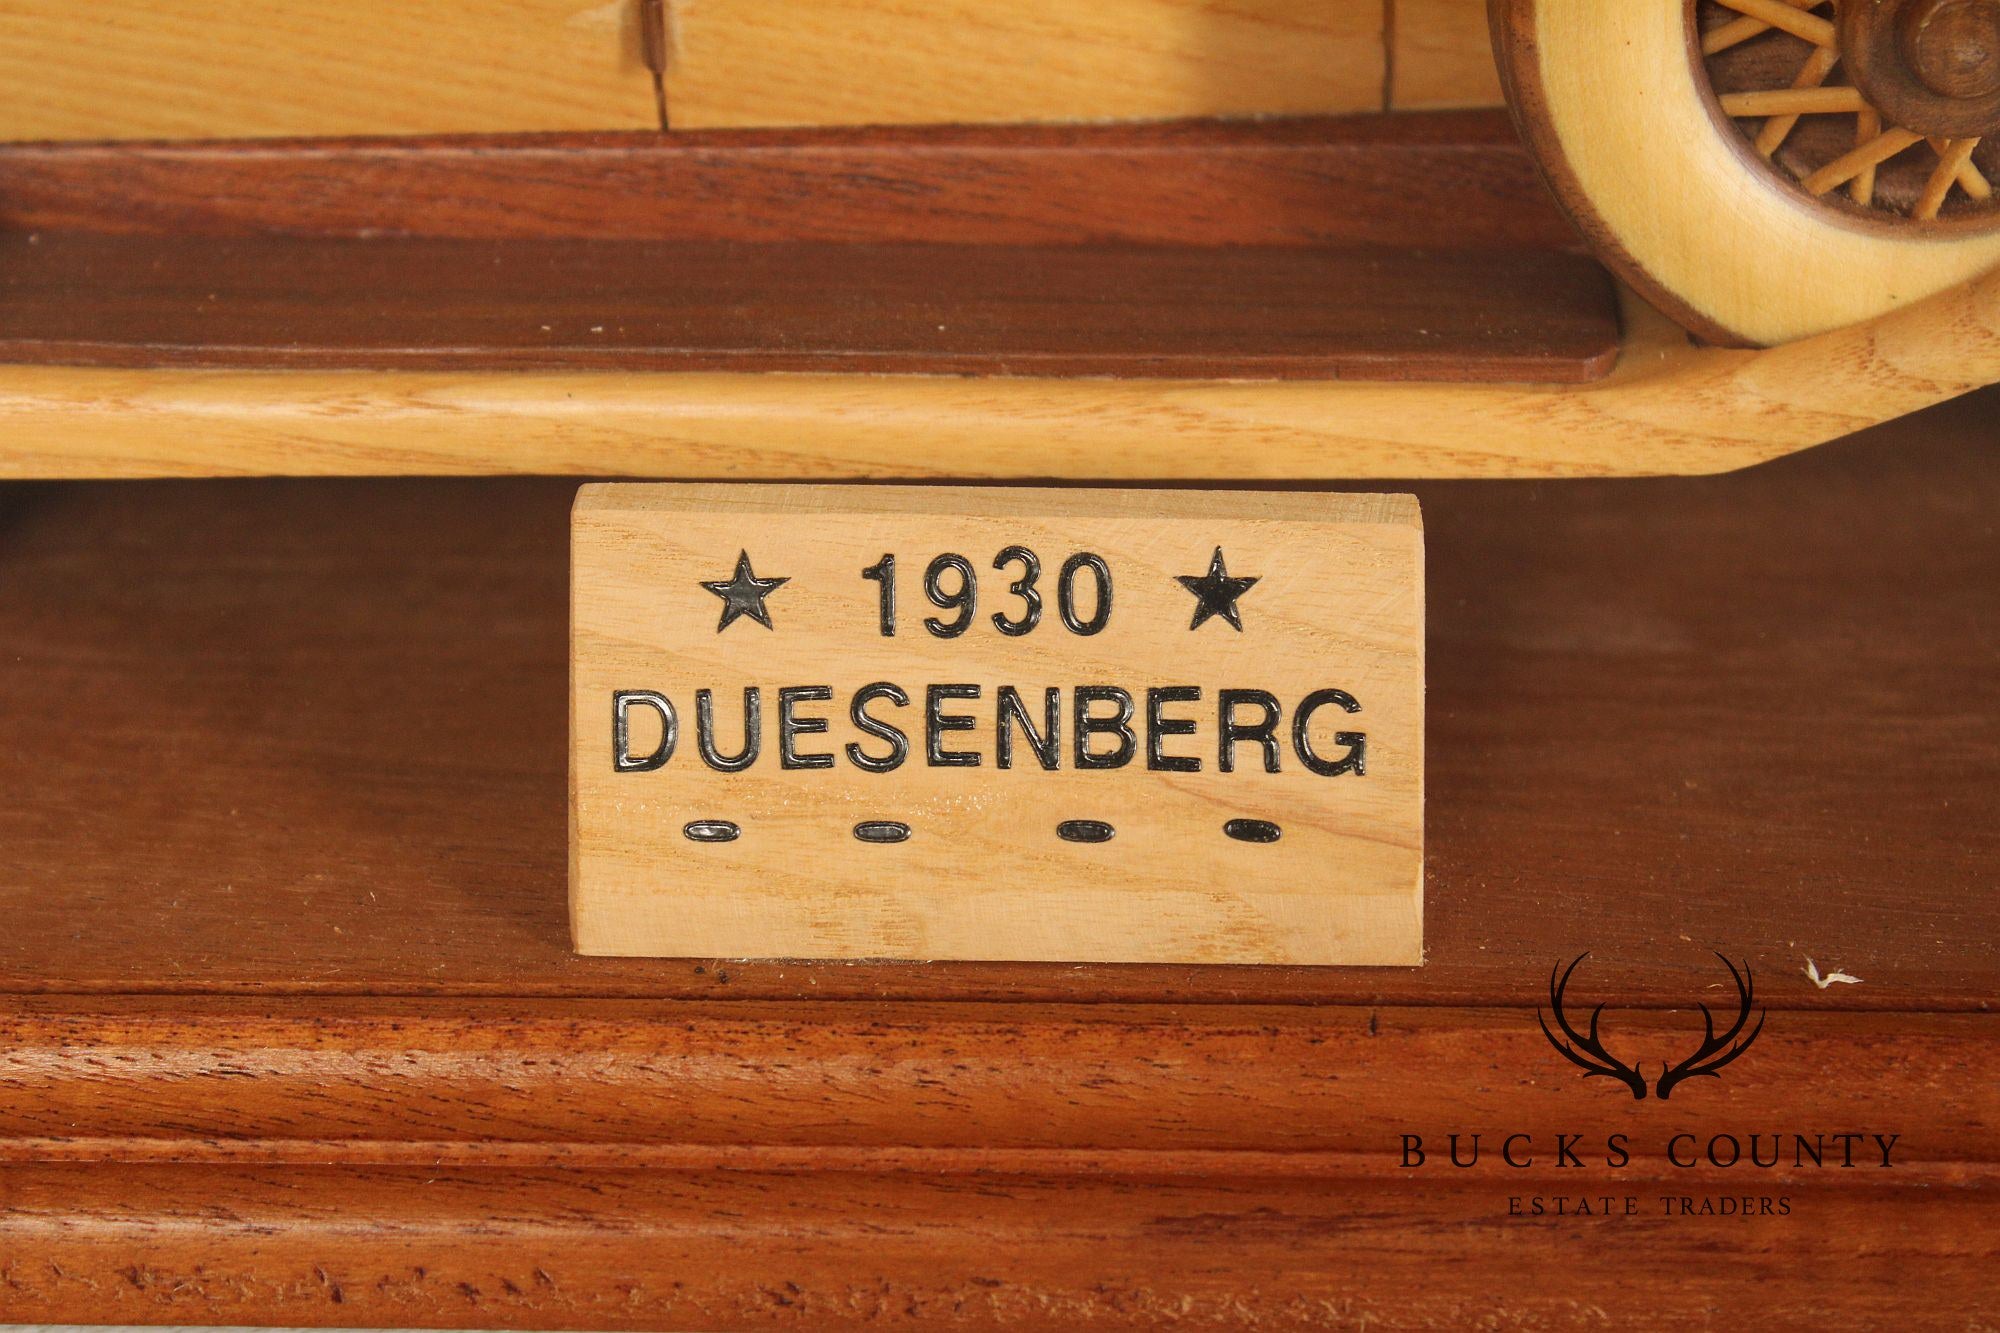 ★ 1930 ★
DUESENBERG
- - - -
BUCKS COUNTY
ESTATE TRADERS